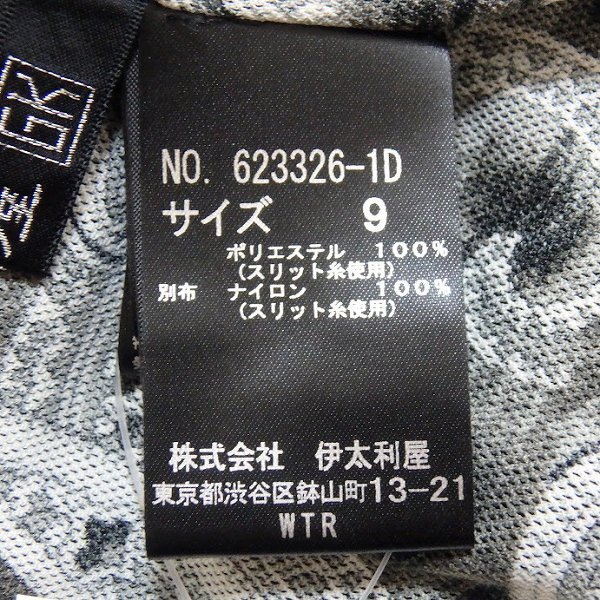 GK
NO. 623326-1D
サイズ 9
ポリエステル 100%
(スリット糸使用)
別布 ナイロン 100%
(スリット糸使用)
株式会社 伊太利屋
東京都渋谷区鉢山町13-21
WTR